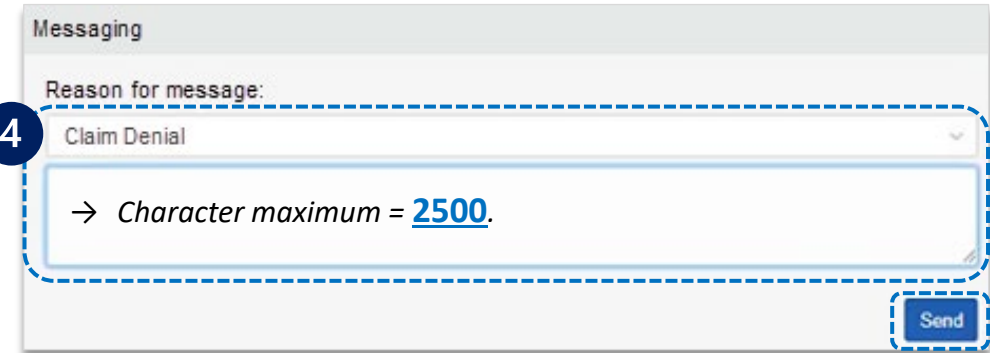 Messaging
Reason for message:
4
Claim Denial
→ Character maximum = 2500.
Send